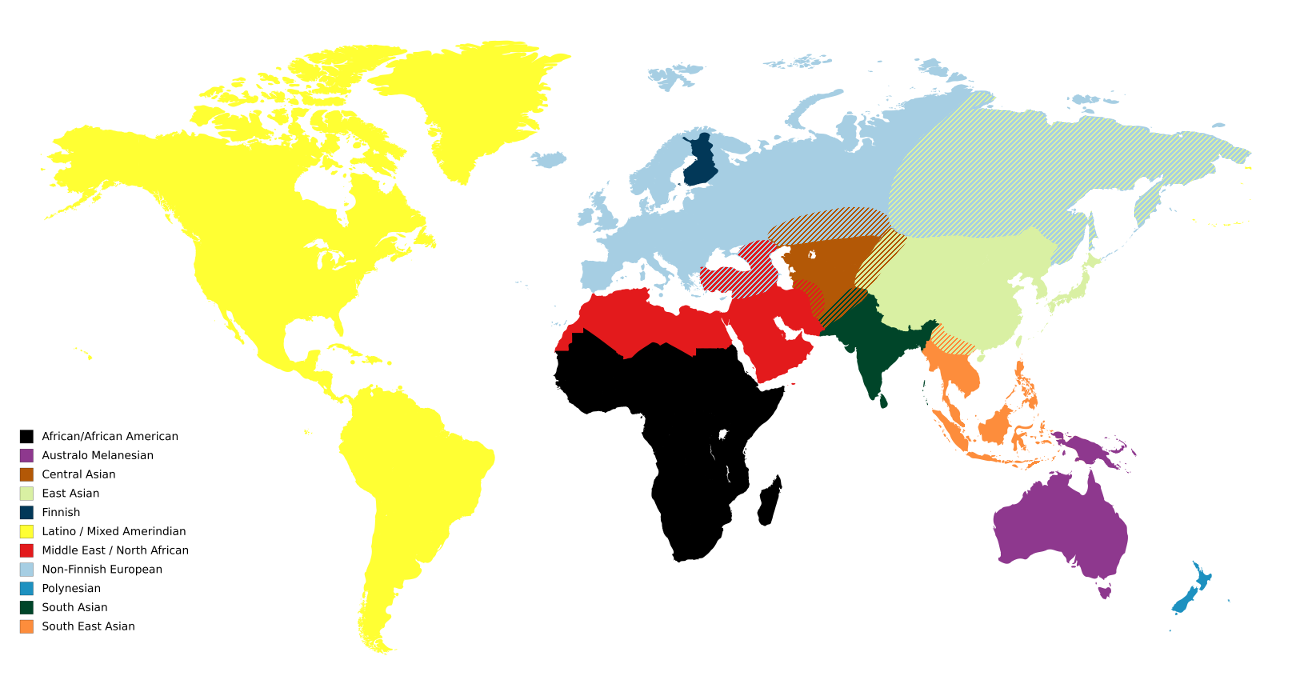 African/African American
Australo Melanesian
Central Asian
East Asian
Finnish
Latino / Mixed Amerindian
Middle East / North African
Non-Finnish European
Polynesian
South Asian
South East Asian